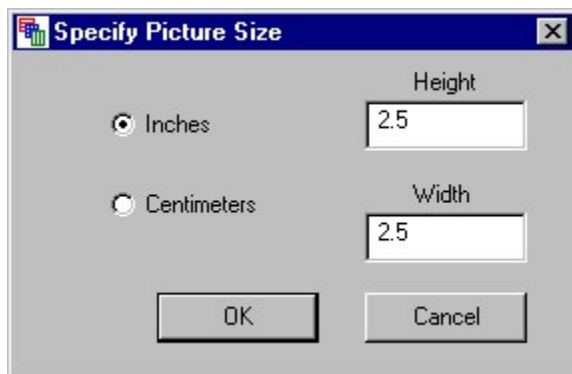 Specify Picture Size
Height
Inches
2.5
Centimeters
Width
2.5
OK
Cancel